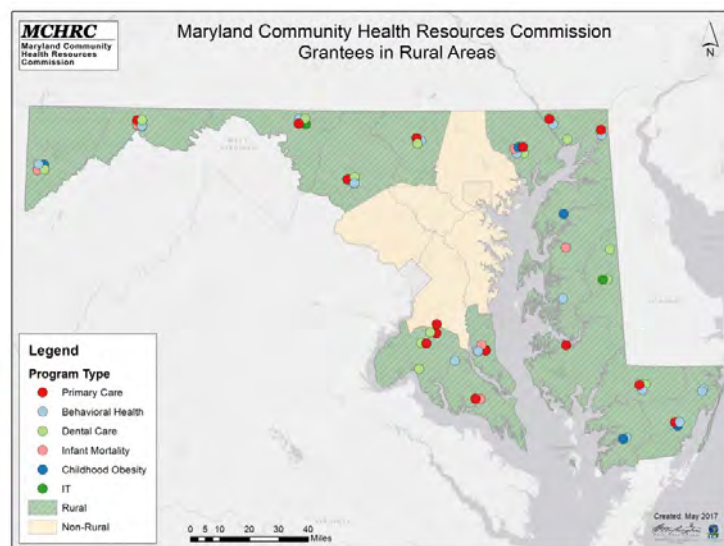 MCHRC
Maryland Community
Health Resources
Commission
Maryland Community Health Resources Commission
Grantees in Rural Areas
N
WEST
VIRGINIA
Legend
Program Type
Primary Care
Behavioral Health
Dental Care
Infant Mortality
Childhood Obesity
IT
Rural
Non-Rural
0 5 10 20 30 40
Miles
Created, May 2017